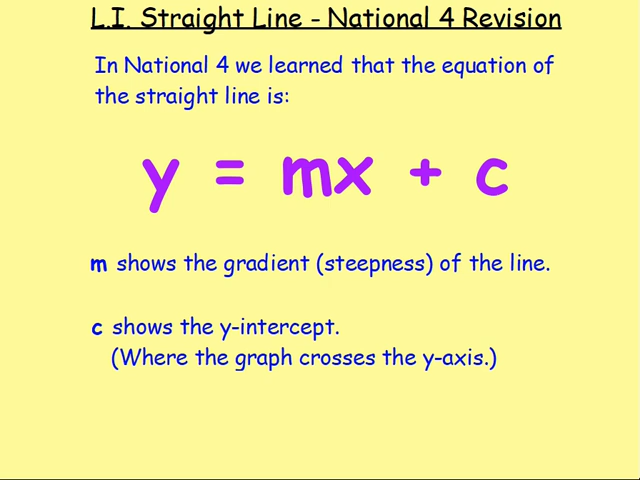 L.I. Straight Line - National 4 Revision
In National 4 we learned that the equation of
the straight line is:
y = mx + c
m shows the gradient (steepness) of the line.
c shows the y-intercept.
(Where the graph crosses the y-axis.)